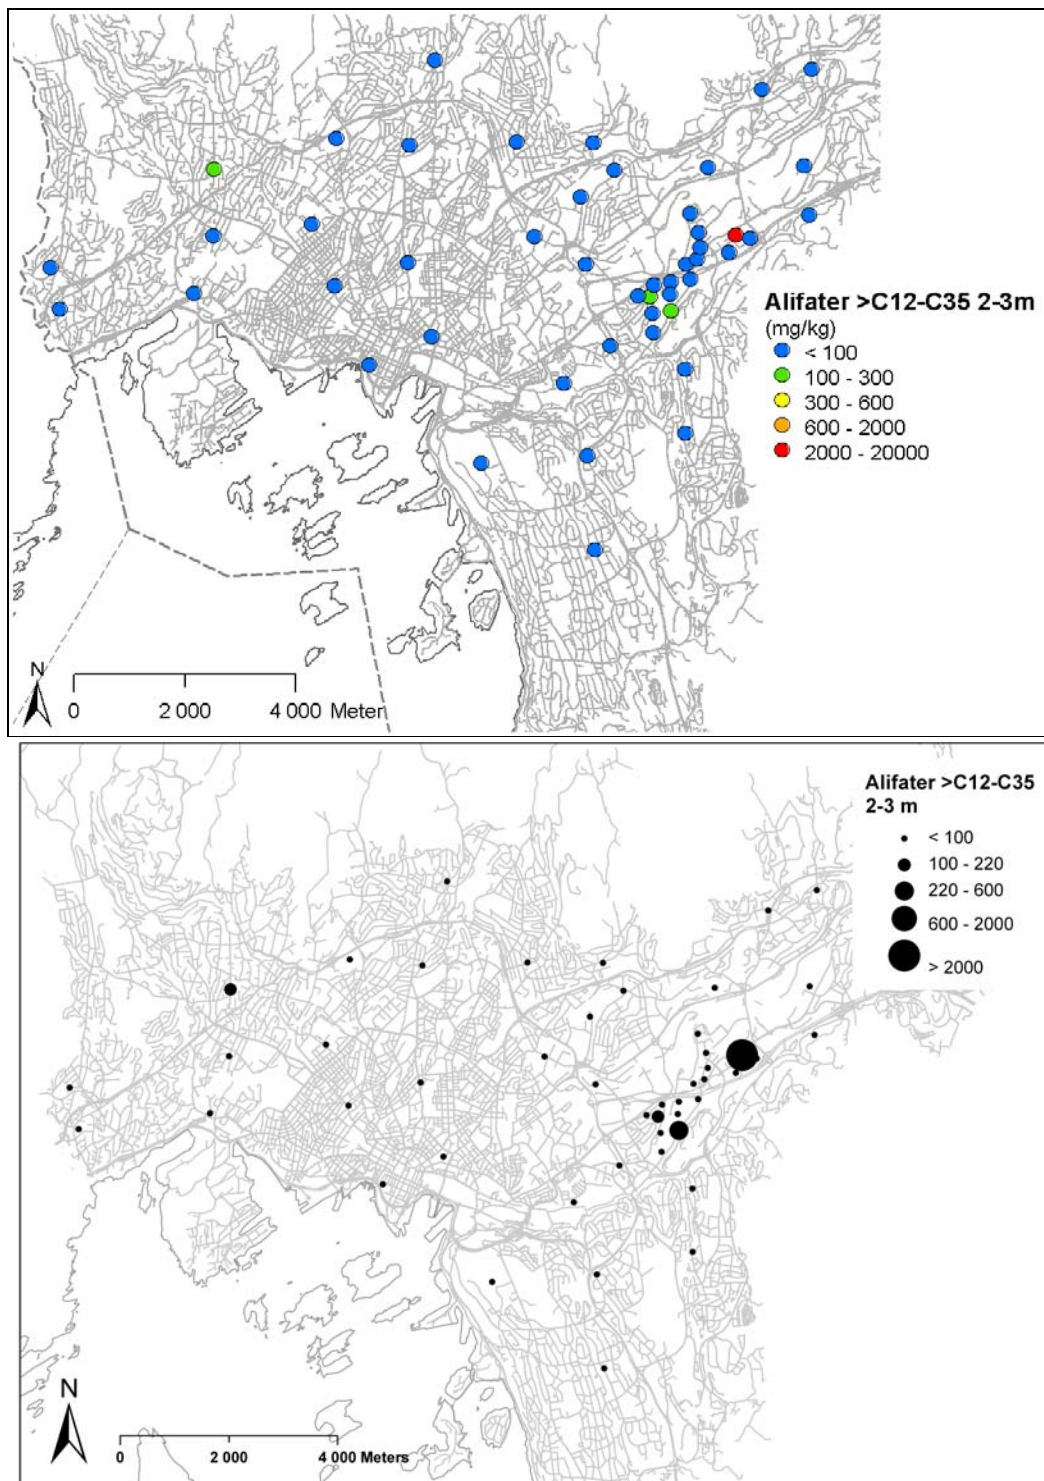 Alifater >C12-C35 2-3m
(mg/kg)
< 100
100 - 300
300 - 600
600 - 2000
2000 - 20000
N
0 2 000 4 000 Meter
Alifater >C12-C35
2-3 m
< 100
100 - 220
220 - 600
600 - 2000
> 2000
N
0 2 000 4 000 Meters